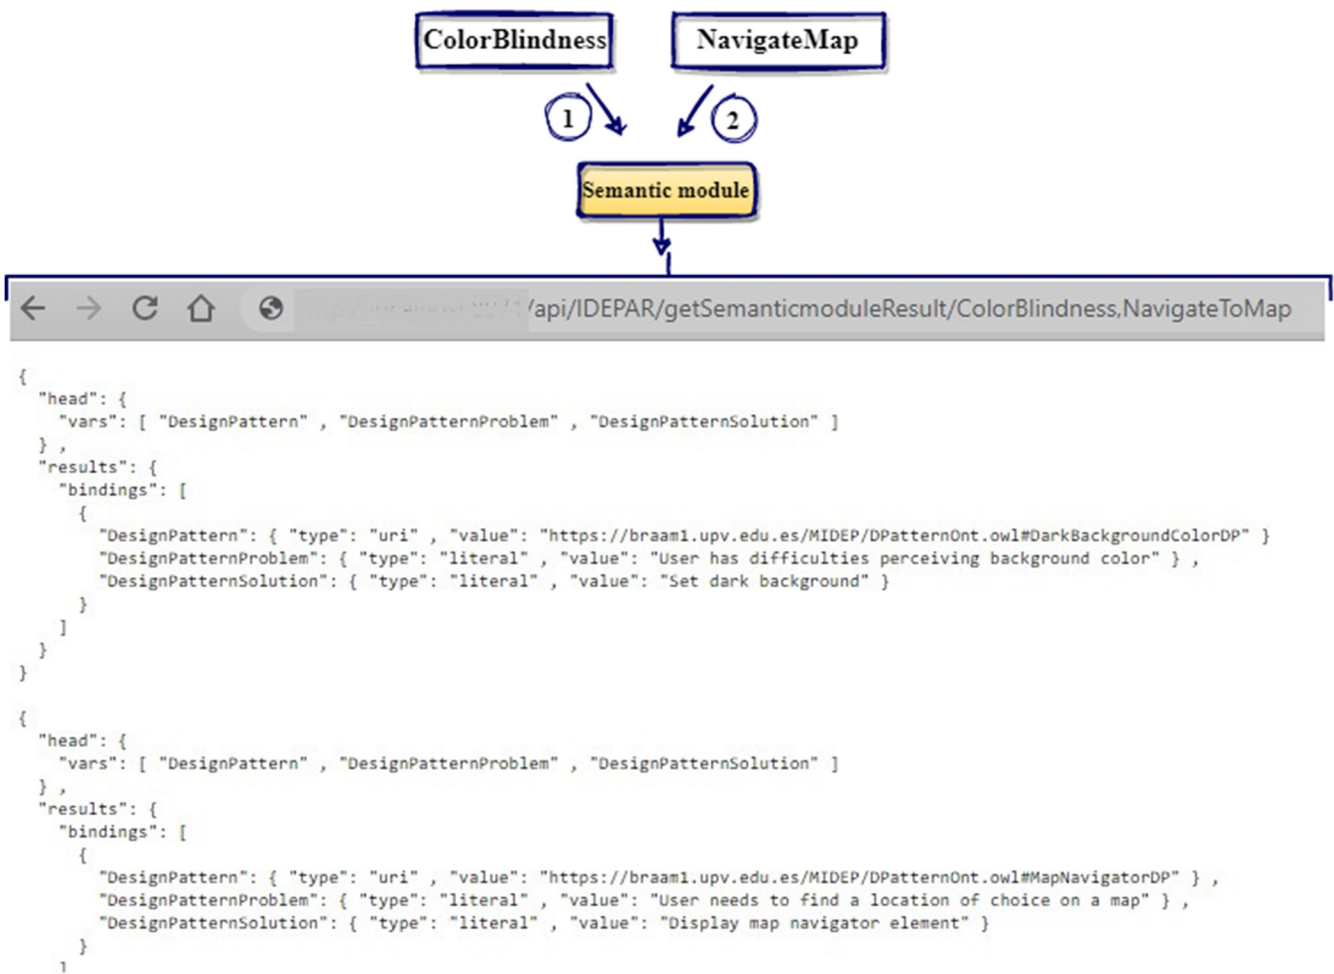 ColorBlindness
NavigateMap
1
2
Semantic module
/api/IDEPAR/getSemanticmoduleResult/ColorBlindness,NavigateToMap
{
"head": {
"vars": [ "DesignPattern" , "DesignPatternProblem" , "DesignPatternSolution" ]
} ,
"results": {
"bindings": [
{
"DesignPattern": { "type": "uri" , "value": "https://braam1.upv.edu.es/MIDEP/DPatternOnt.owl#DarkBackgroundColorDP" }
"DesignPatternProblem": { "type": "literal" , "value": "User has difficulties perceiving background color" } ,
"DesignPatternSolution": { "type": "literal" , "value": "Set dark background" }
}
]
}
}
{
"head": {
"vars": [ "DesignPattern" , "DesignPatternProblem" , "DesignPatternSolution" ]
} ,
"results": {
"bindings": [
{
"DesignPattern": { "type": "uri" , "value": "https://braam1.upv.edu.es/MIDEP/DPatternOnt.owl#MapNavigatorDP" } ,
"DesignPatternProblem": { "type": "literal" , "value": "User needs to find a location of choice on a map" } ,
"DesignPatternSolution": { "type": "literal" , "value": "Display map navigator element" }
}
]